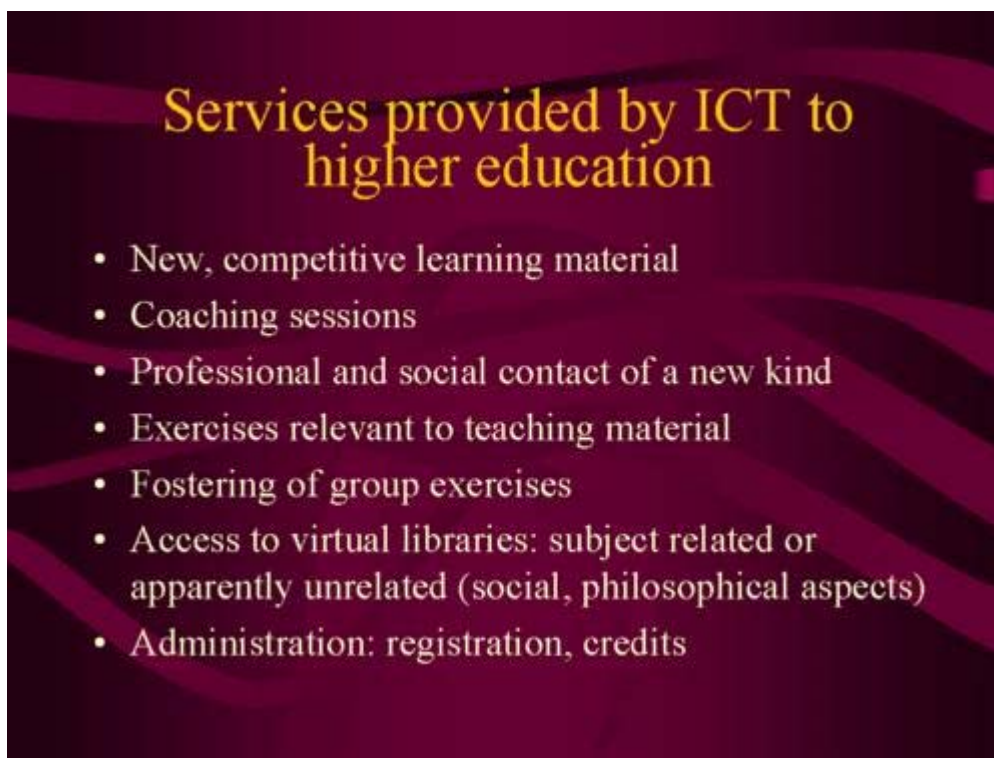 Services provided by ICT to
higher education
• New, competitive learning material
• Coaching sessions
• Professional and social contact of a new kind
• Exercises relevant to teaching material
• Fostering of group exercises
• Access to virtual libraries: subject related or
apparently unrelated (social, philosophical aspects)
• Administration: registration, credits